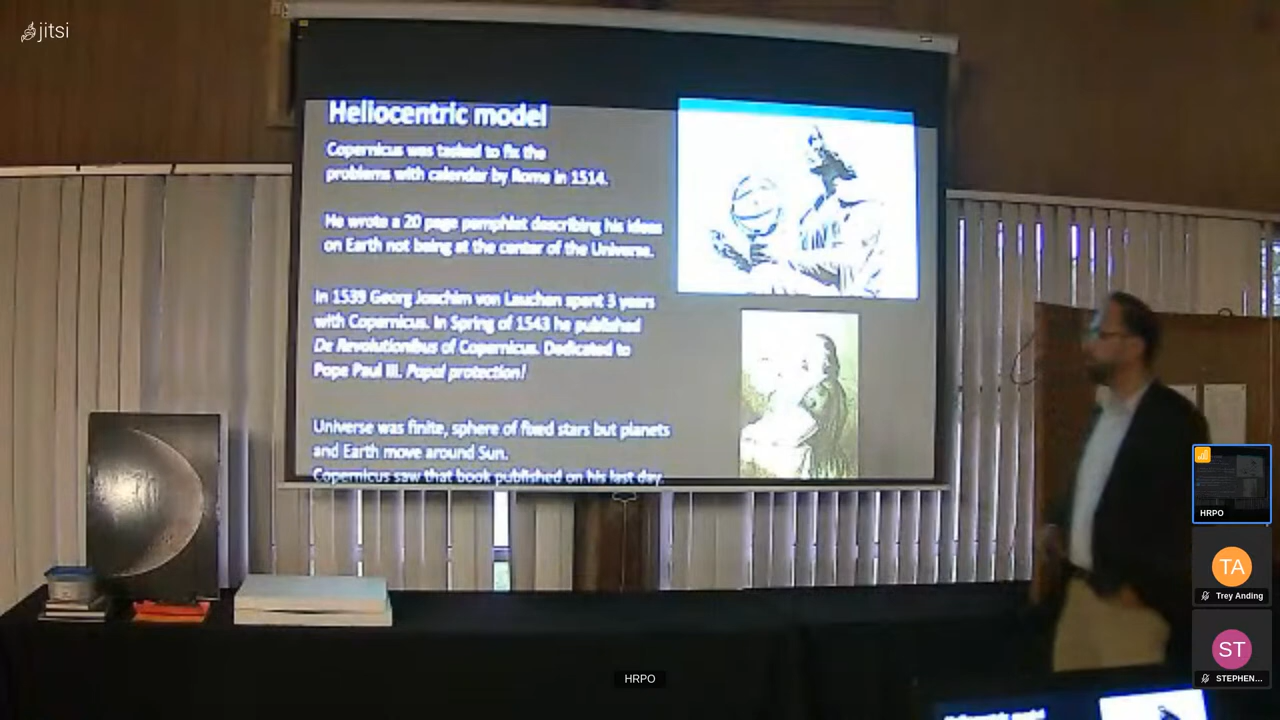 jitsi
Heliocentric model
Copernicus was tasked to fix the
problems with calendar by Rome in 1514.
He wrote a 20 page pamphlet describing his ideas
on Earth not being at the center of the Universe.
In 1539 Georg Joachim von Lauchen spent 3 years
with Copernicus. In Spring of 1543 he published
De Revolutionibus of Copernicus. Dedicated to
Pope Paul III. Papal protection!
Universe was finite, sphere of fixed stars but planets
and Earth move around Sun.
Copernicus saw that book published on his last day.
HRPO
TA
Trey Anding
ST
STEPHEN...
HRPO
Heliocentric model